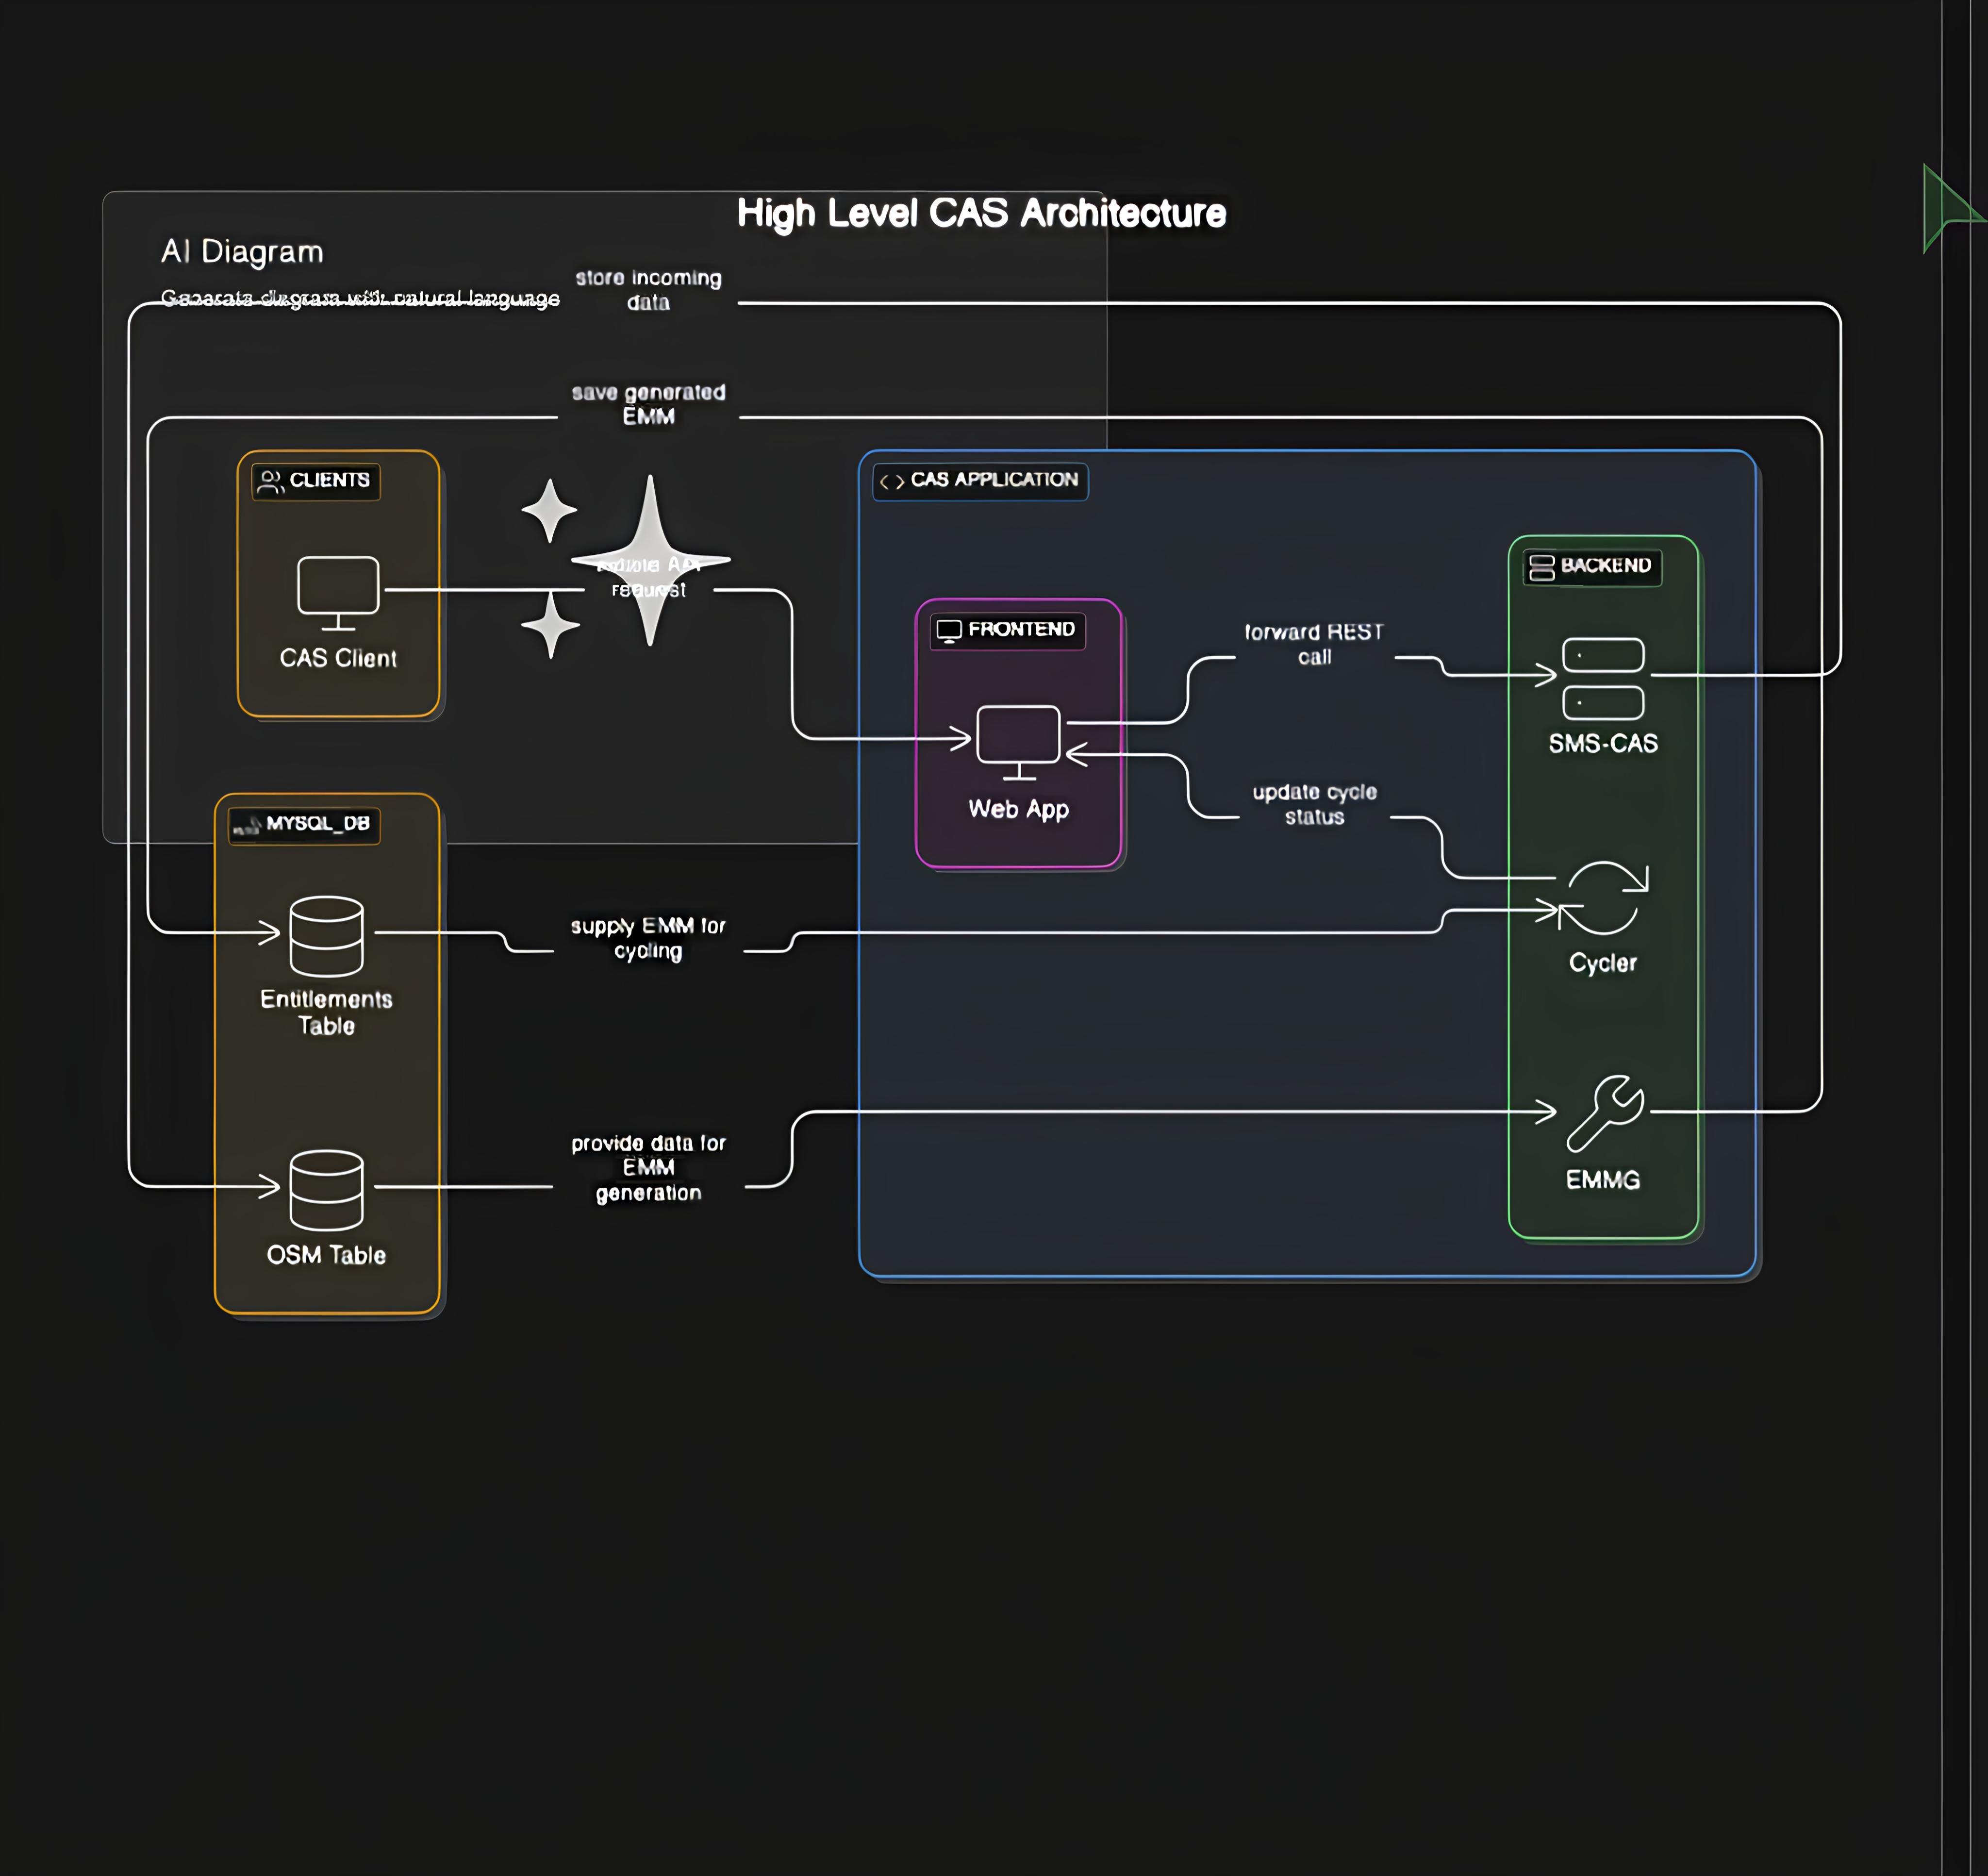 High Level CAS Architecture
AI Diagram
Generate diagram with natural language
store incoming
data
save generated
EMM
CLIENTS
CAS Client
API
request
CAS APPLICATION
BACKEND
FRONTEND
Web App
forward REST
call
SMS-CAS
update cycle
status
MYSQL_DB
Entitlements
Table
supply EMM for
cycling
Cycler
provide data for
EMM
generation
EMMG
OSM Table